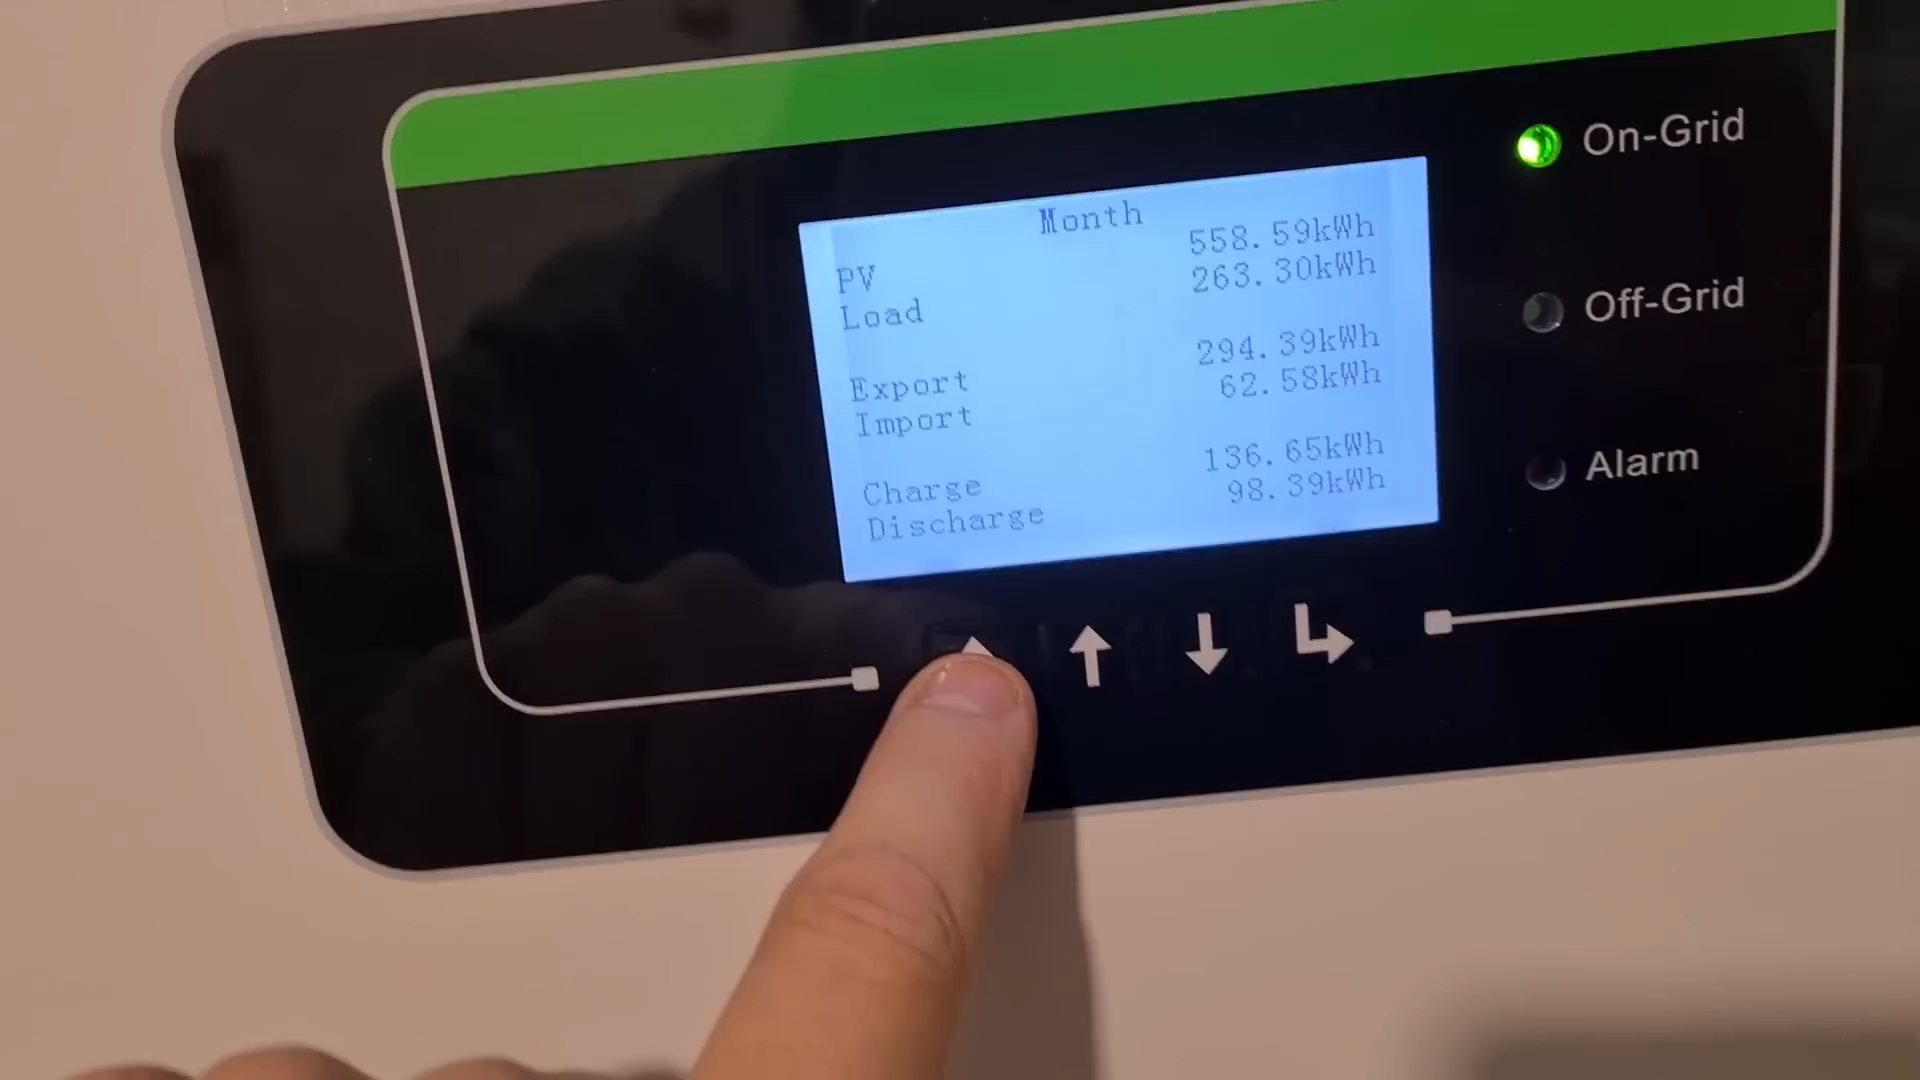 Month
PV 558.59kWh
Load 263.30kWh
Export 294.39kWh
Import 62.58kWh
Charge 136.65kWh
Discharge 98.39kWh
On-Grid
Off-Grid
Alarm